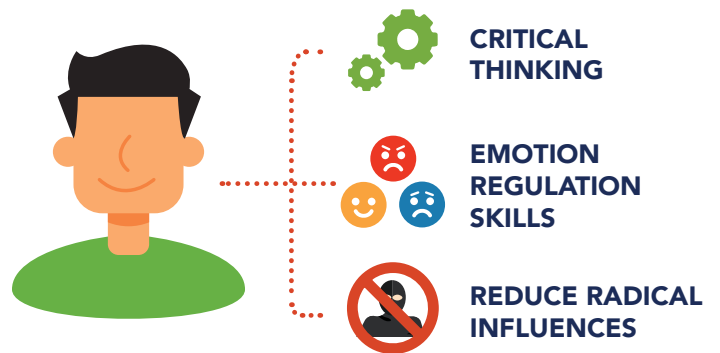 CRITICAL
THINKING
EMOTION
REGULATION
SKILLS
REDUCE RADICAL
INFLUENCES